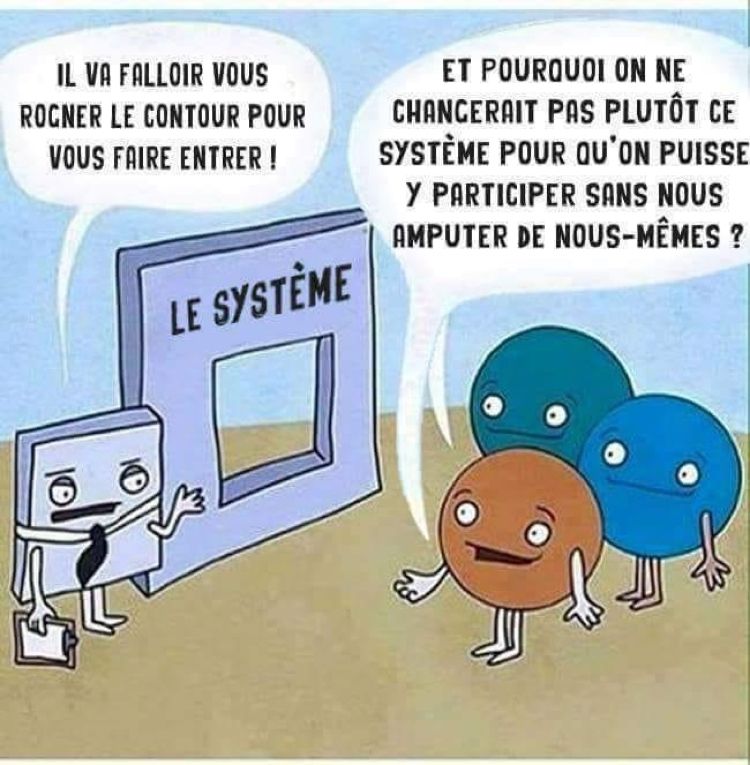 IL VA FALLOIR VOUS
ROGNER LE CONTOUR POUR
VOUS FAIRE ENTRER !
ET POURQUOI ON NE
CHANGERAIT PAS PLUTÔT CE
SYSTÈME POUR QU'ON PUISSE
Y PARTICIPER SANS NOUS
AMPUTER DE NOUS-MÊMES ?
LE SYSTÈME